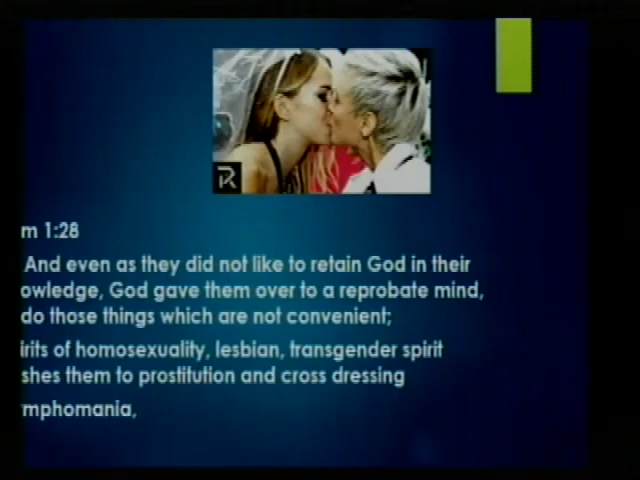 R
m 1:28
And even as they did not like to retain God in their
owledge, God gave them over to a reprobate mind,
do those things which are not convenient;
irits of homosexuality, lesbian, transgender spirit
shes them to prostitution and cross dressing
mphomania,